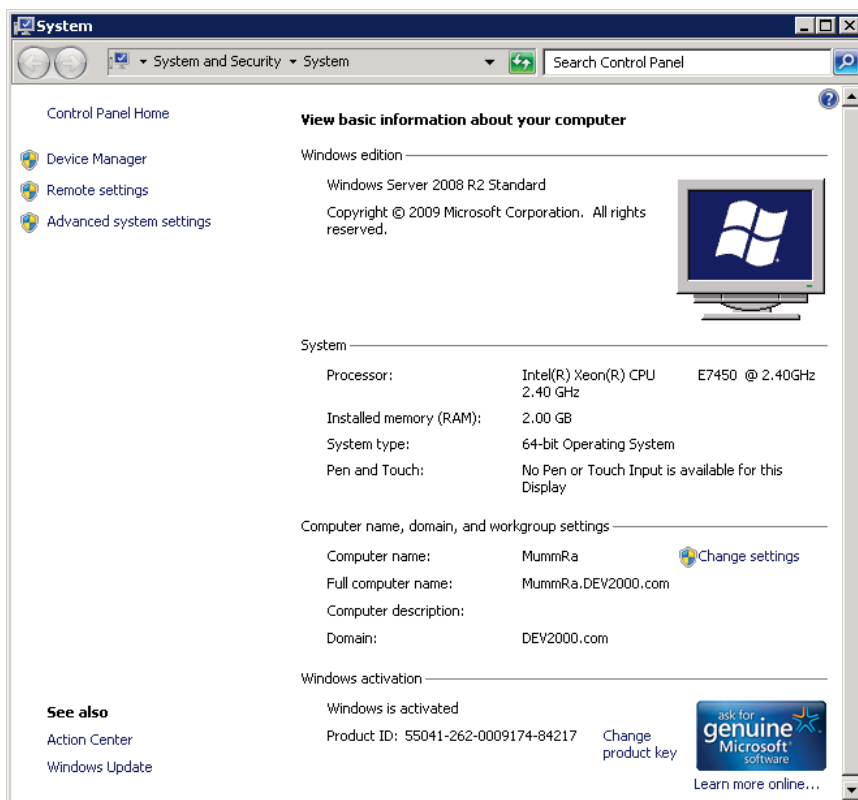 System
System and Security System
Search Control Panel
Control Panel Home
Device Manager
Remote settings
Advanced system settings
See also
Action Center
Windows Update
View basic information about your computer
Windows edition
Windows Server 2008 R2 Standard
Copyright © 2009 Microsoft Corporation. All rights
reserved.
System
Processor: Intel(R) Xeon(R) CPU E7450 @ 2.40GHz
2.40 GHz
Installed memory (RAM): 2.00 GB
System type: 64-bit Operating System
Pen and Touch: No Pen or Touch Input is available for this
Display
Computer name, domain, and workgroup settings
Computer name: MummRa Change settings
Full computer name: MummRa.DEV2000.com
Computer description:
Domain: DEV2000.com
Windows activation
Windows is activated
Product ID: 55041-262-0009174-84217 Change
product key
ask for
genuine
Microsoft
software
Learn more online...